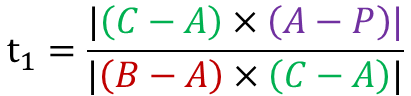 t₁ = |(C − A) × (A − P)| / |(B − A) × (C − A)|